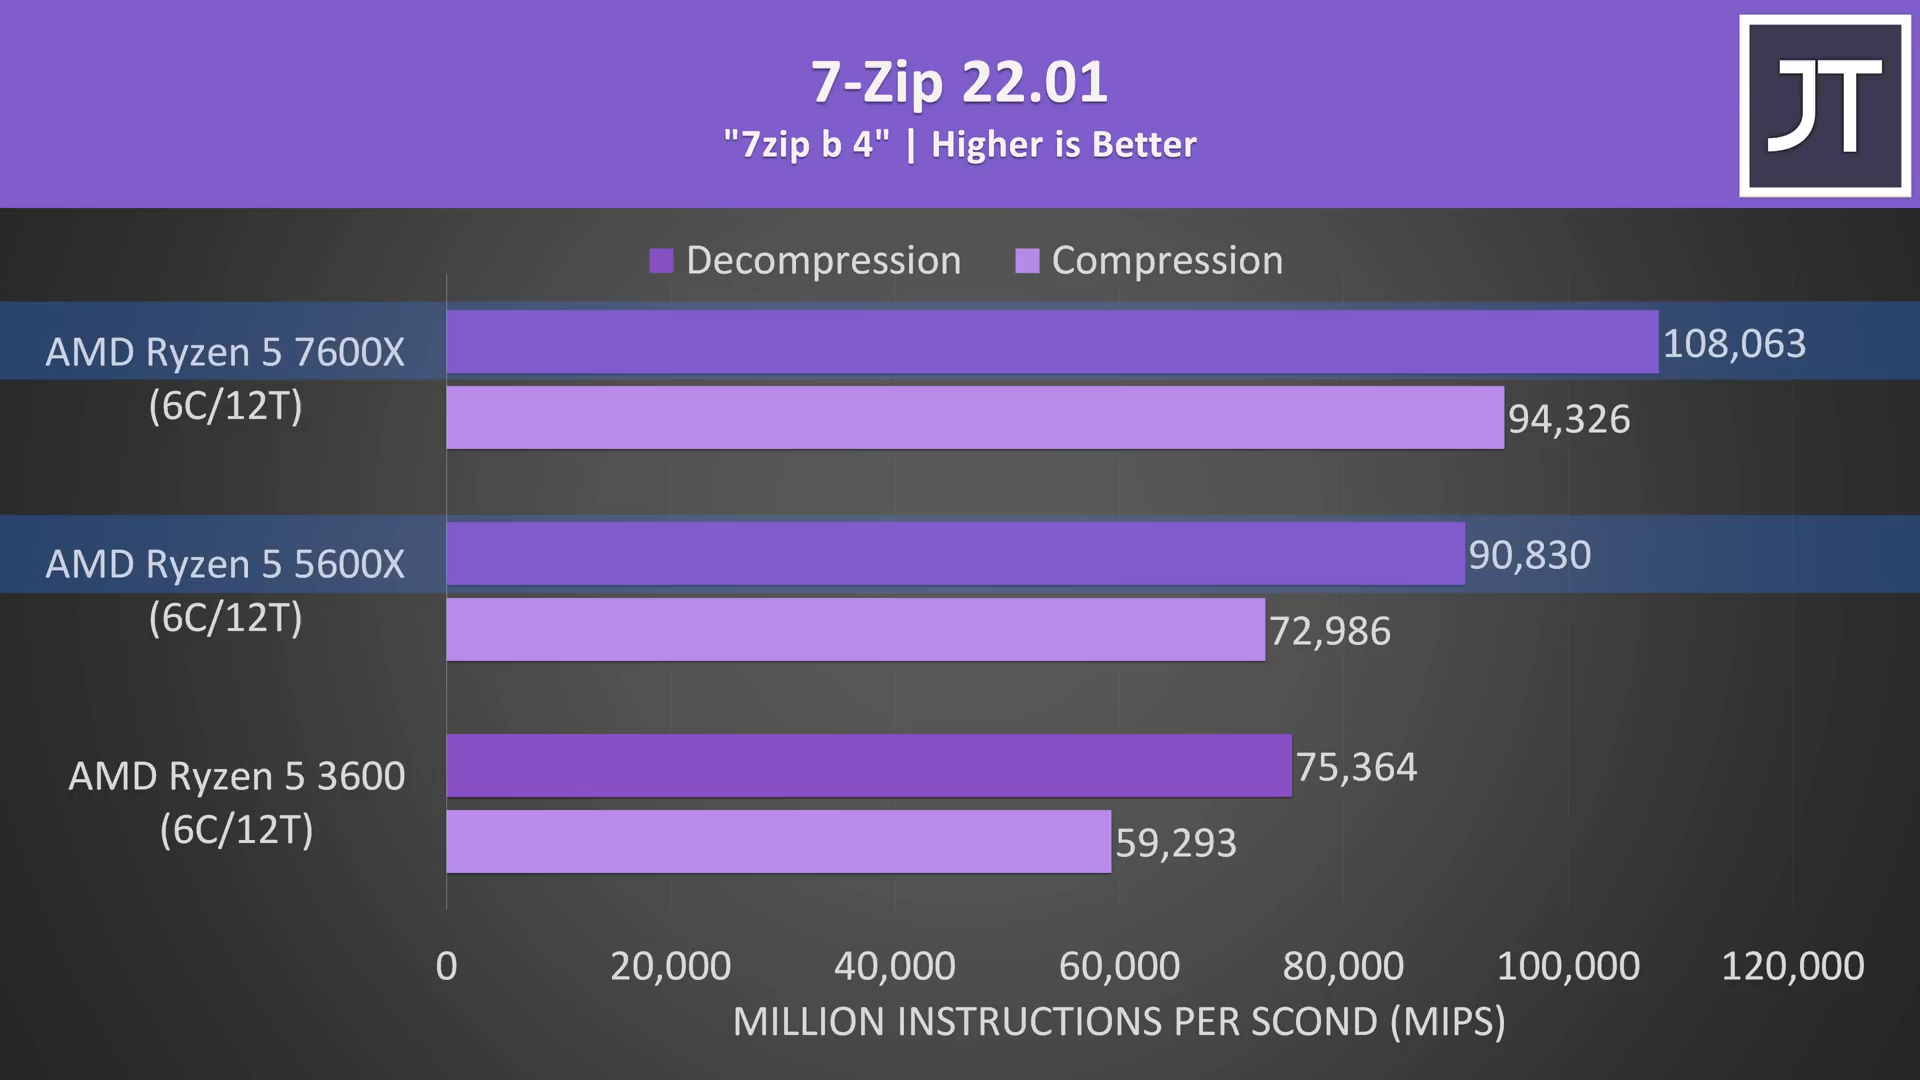 7-Zip 22.01
"7zip b 4" | Higher is Better
JT
Decompression Compression
AMD Ryzen 5 7600X
(6C/12T)
108,063
94,326
AMD Ryzen 5 5600X
(6C/12T)
90,830
72,986
AMD Ryzen 5 3600
(6C/12T)
75,364
59,293
0 20,000 40,000 60,000 80,000 100,000 120,000
MILLION INSTRUCTIONS PER SCOND (MIPS)